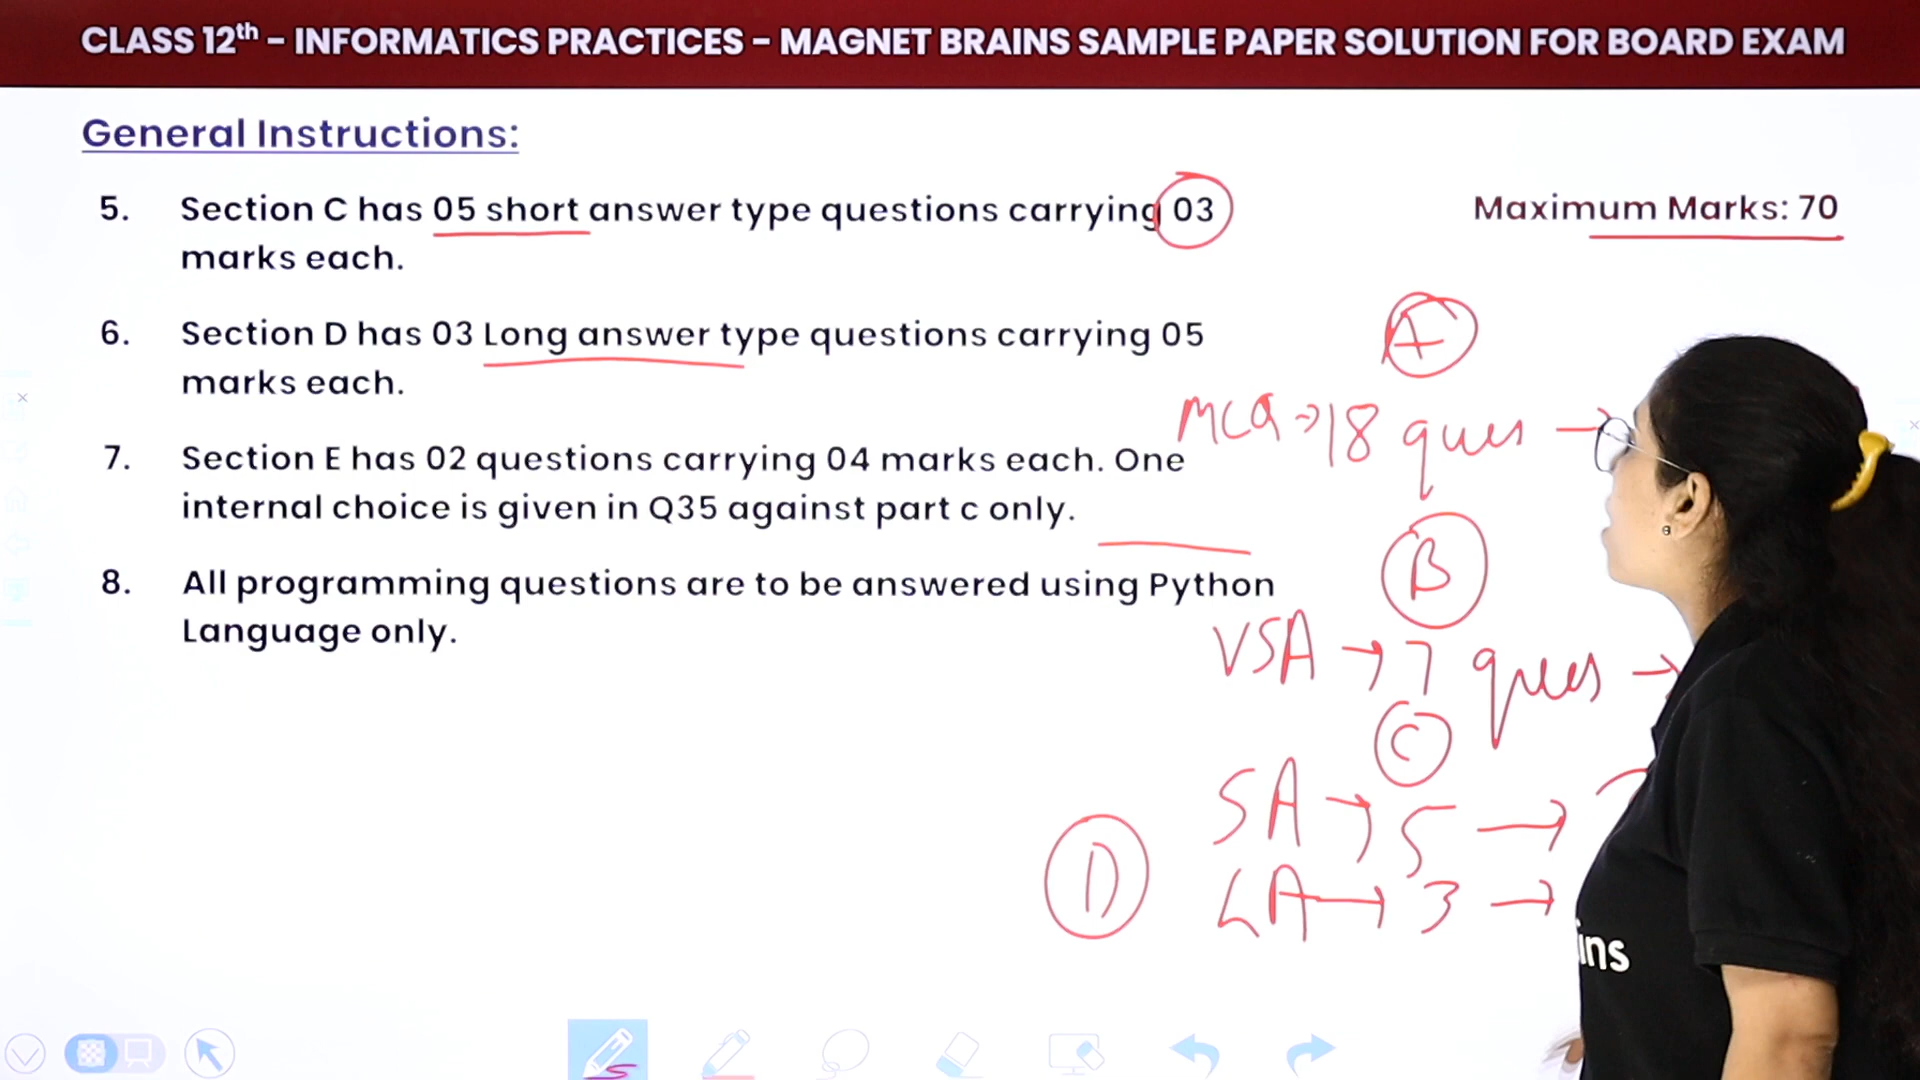 CLASS 12th – INFORMATICS PRACTICES – MAGNET BRAINS SAMPLE PAPER SOLUTION FOR BOARD EXAM
General Instructions:
Maximum Marks: 70
5. Section C has 05 short answer type questions carrying 03
marks each.
6. Section D has 03 Long answer type questions carrying 05
marks each.
7. Section E has 02 questions carrying 04 marks each. One
internal choice is given in Q35 against part c only.
8. All programming questions are to be answered using Python
Language only.
A
MCQ → 18 ques →
B
VSA → 7 ques →
C
SA → 5 →
D LA → 3 →
ins